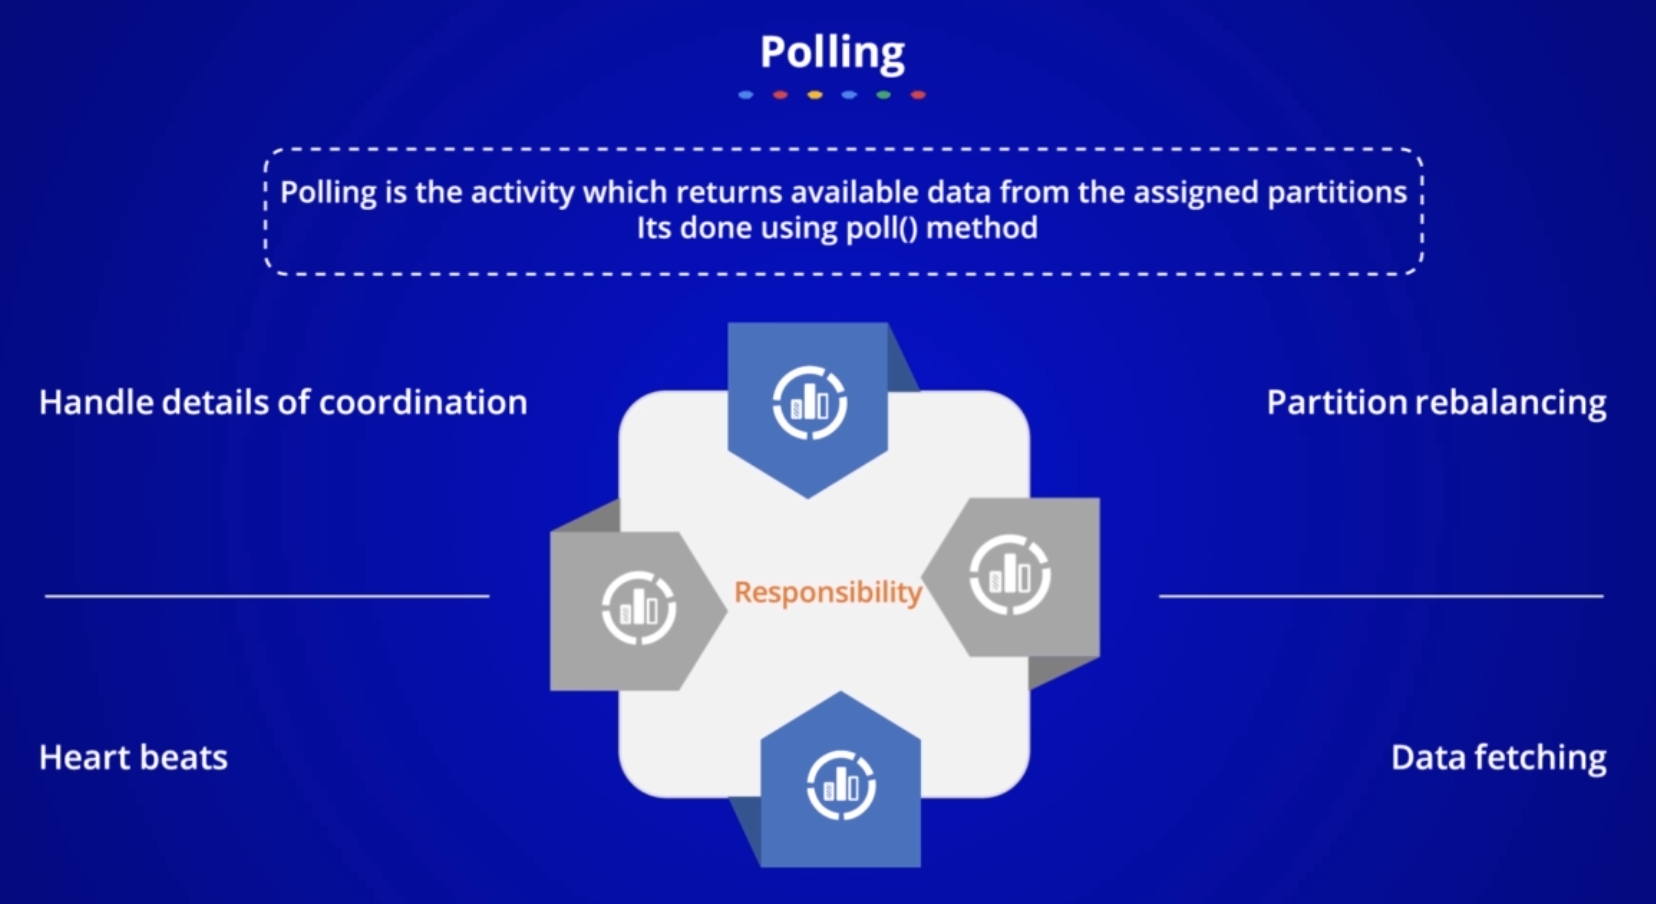 Polling
Polling is the activity which returns available data from the assigned partitions
Its done using poll() method
Handle details of coordination
Partition rebalancing
Responsibility
Heart beats
Data fetching